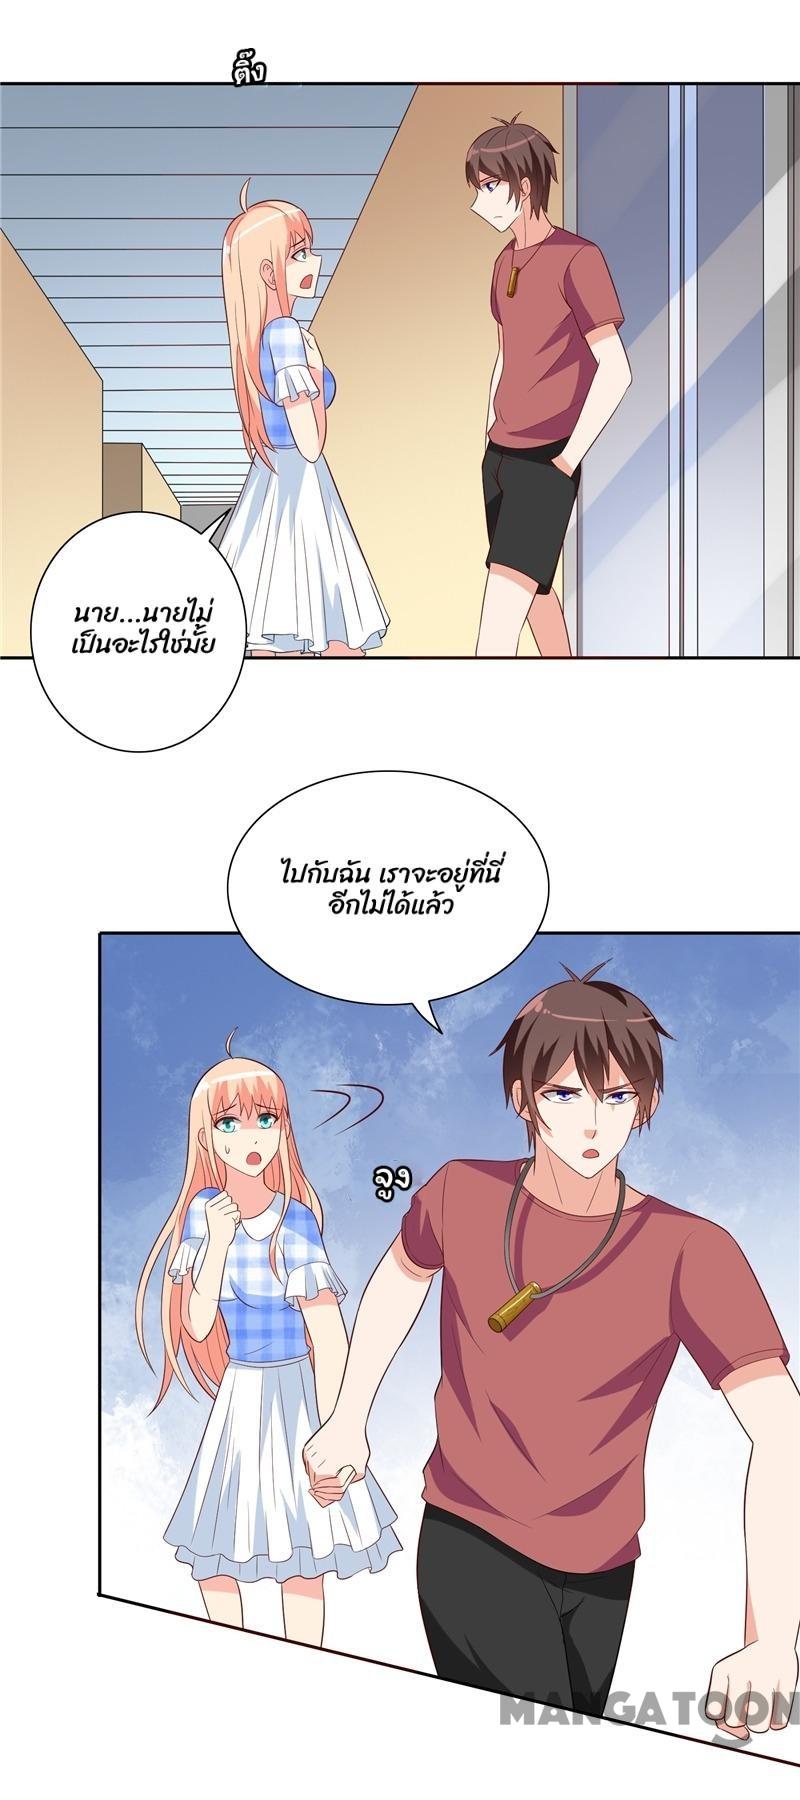 ติ๊ง
นาย...นายไม่
เป็นอะไรใช่มั้ย
ไปกับฉัน เราจะอยู่ที่นี่
อีกไม่ได้แล้ว
จูง
MANGATOON